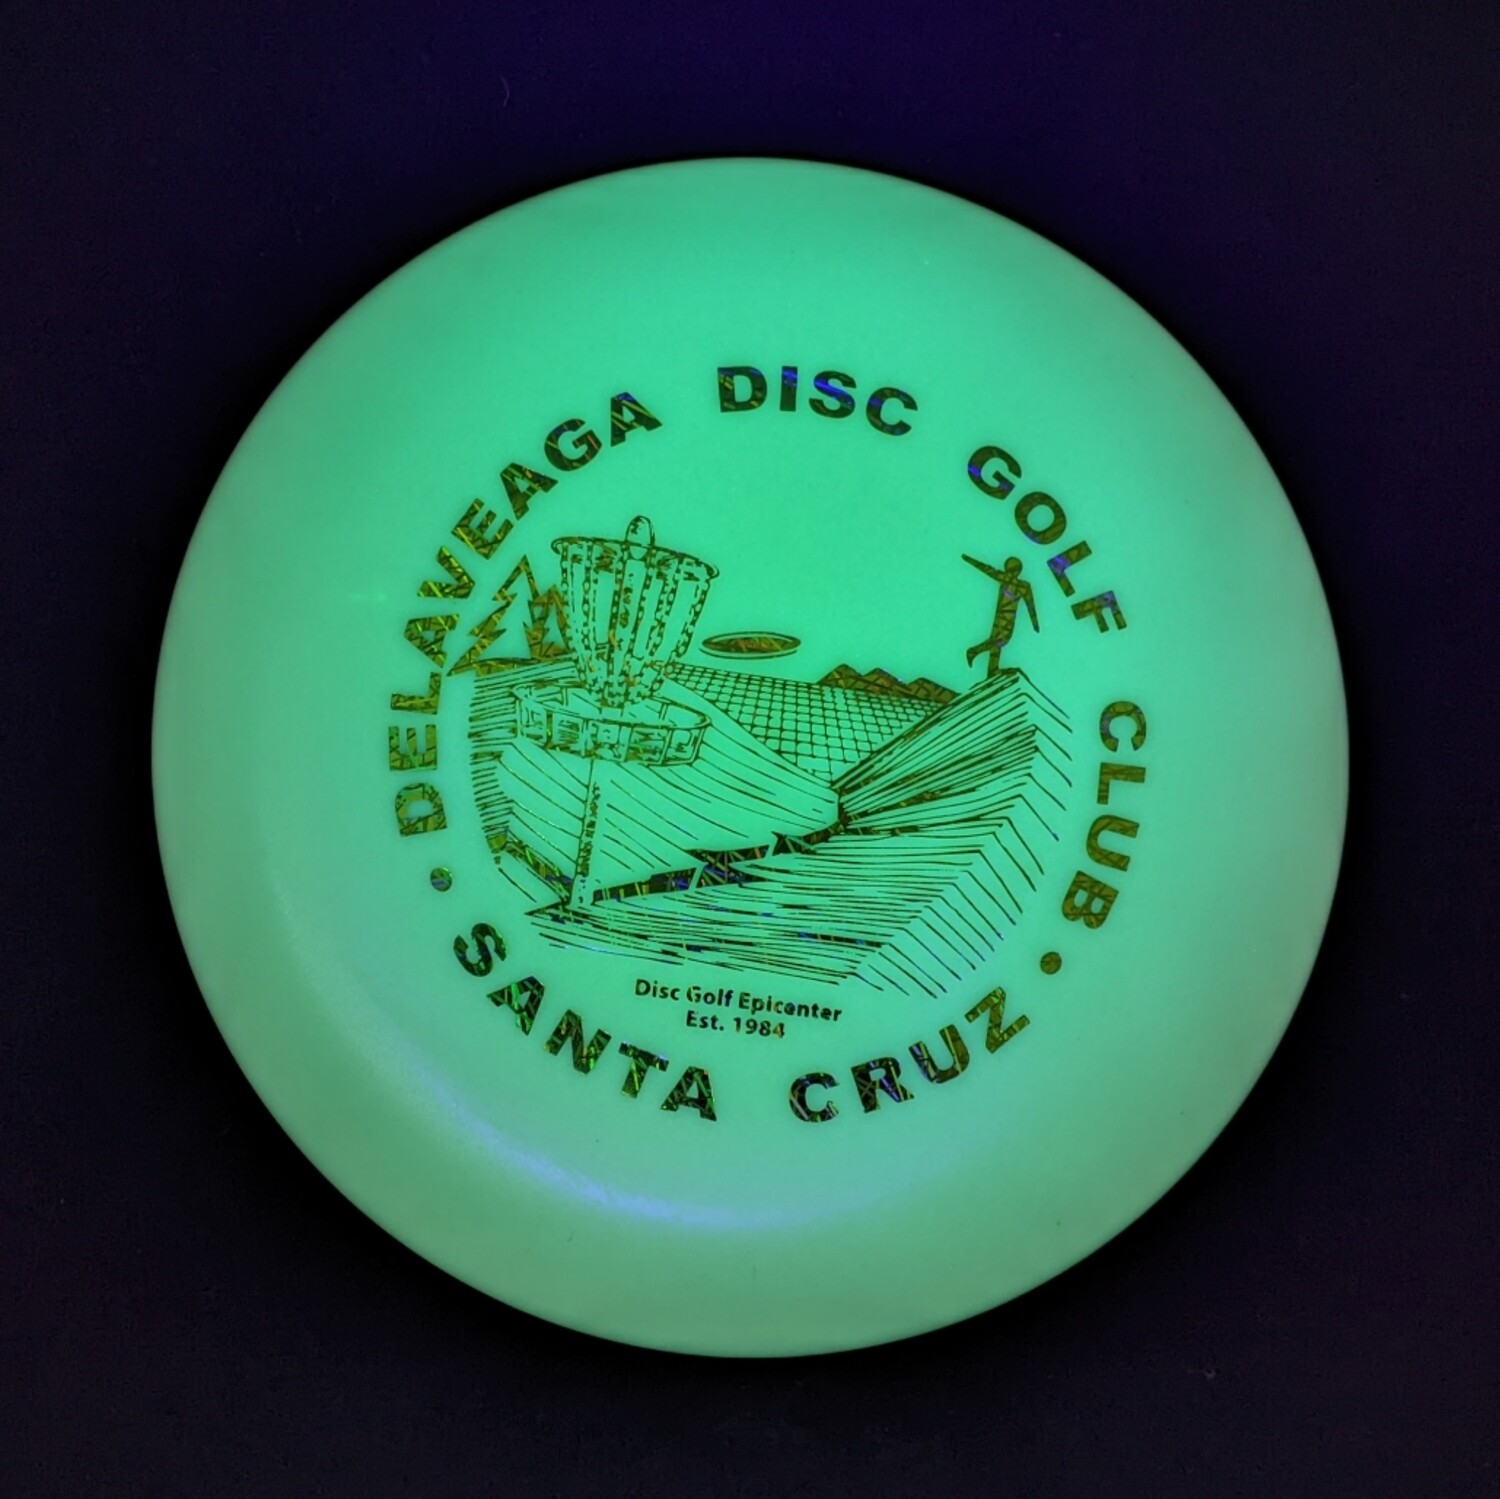 DELAVEAGA DISC GOLF CLUB
Disc Golf Epicenter
Est. 1984
• SANTA CRUZ •